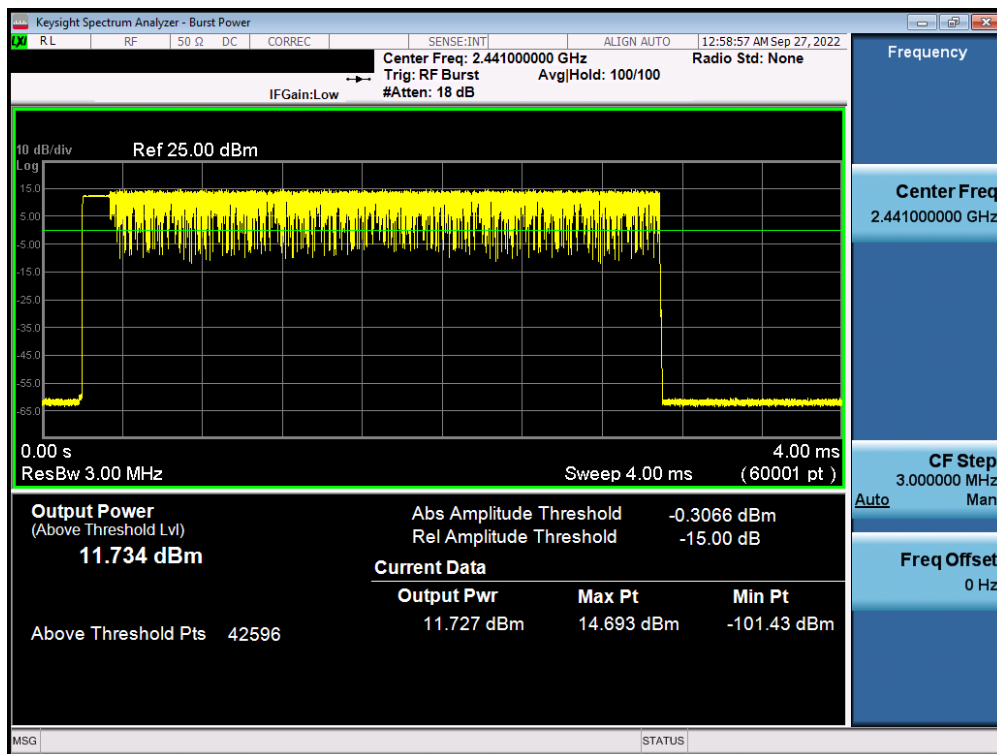 Keysight Spectrum Analyzer - Burst Power
LXI RL RF 50 Ω DC CORREC SENSE:INT ALIGN AUTO 12:58:57 AM Sep 27, 2022
Center Freq: 2.441000000 GHz Radio Std: None
Trig: RF Burst Avg|Hold: 100/100
IFGain:Low #Atten: 18 dB
Frequency
10 dB/div Ref 25.00 dBm
Log
15.0
5.00
-5.00
-15.0
-25.0
-35.0
-45.0
-55.0
-65.0
0.00 s 4.00 ms
ResBw 3.00 MHz Sweep 4.00 ms (60001 pt )
Center Freq
2.441000000 GHz
CF Step
3.000000 MHz
Auto Man
Freq Offset
0 Hz
Output Power
(Above Threshold Lvl)
11.734 dBm
Above Threshold Pts 42596
Abs Amplitude Threshold -0.3066 dBm
Rel Amplitude Threshold -15.00 dB
Current Data
Output Pwr Max Pt Min Pt
11.727 dBm 14.693 dBm -101.43 dBm
MSG STATUS